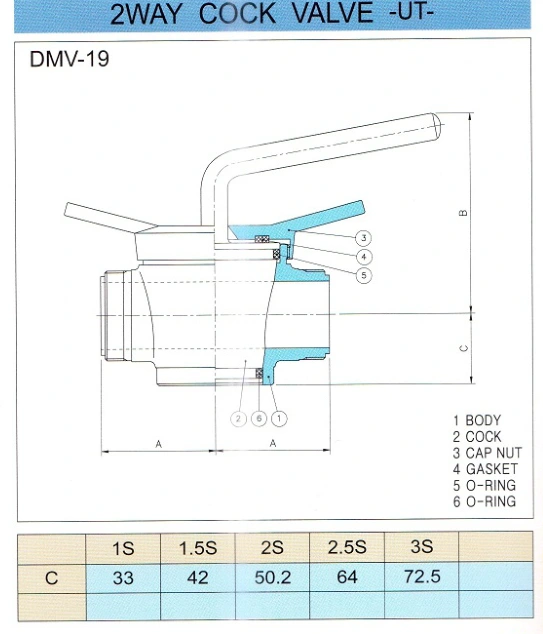 2WAY COCK VALVE -UT-
DMV-19
B
3
4
5
C
2 6 1
A A
1 BODY
2 COCK
3 CAP NUT
4 GASKET
5 O-RING
6 O-RING
1S 1.5S 2S 2.5S 3S
C 33 42 50.2 64 72.5